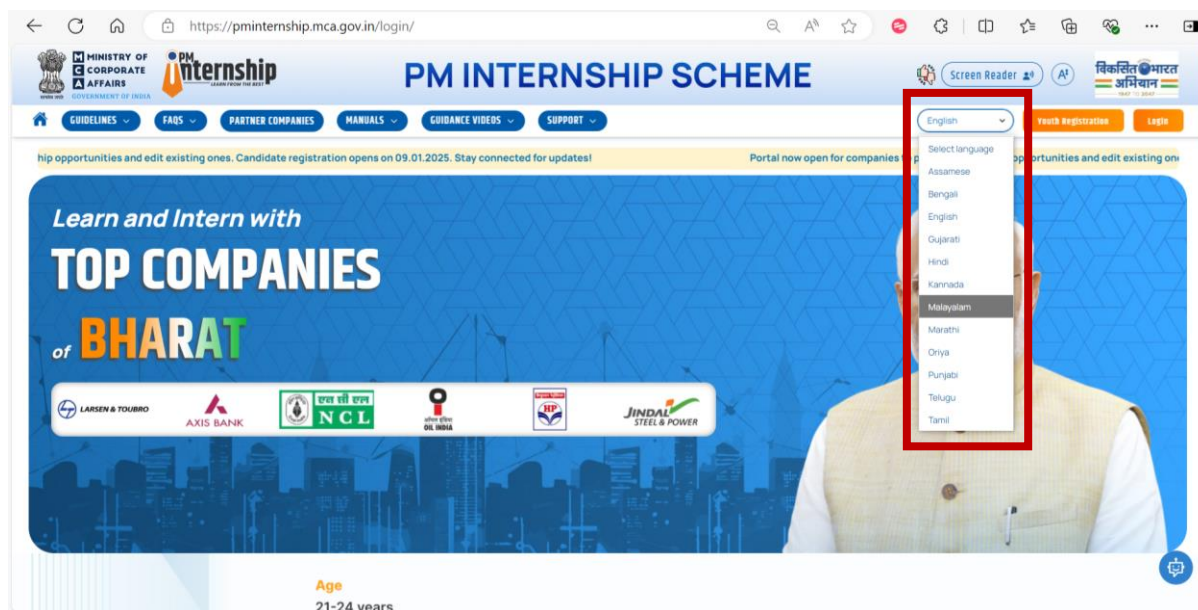 https://pminternship.mca.gov.in/login/
MINISTRY OF
CORPORATE
AFFAIRS
GOVERNMENT OF INDIA
PM
Internship
LEARN FROM THE BEST
PM INTERNSHIP SCHEME
Screen Reader
विकसित भारत
अभियान
GUIDELINES
FAQS
PARTNER COMPANIES
MANUALS
GUIDANCE VIDEOS
SUPPORT
English
Youth Registration
Login
hip opportunities and edit existing ones. Candidate registration opens on 09.01.2025. Stay connected for updates!
Portal now open for companies to p
opportunities and edit existing on
Select language
Assamese
Bengali
English
Gujarati
Hindi
Kannada
Malayalam
Marathi
Oriya
Punjabi
Telugu
Tamil
Learn and Intern with
TOP COMPANIES
of BHARAT
LARSEN & TOUBRO
AXIS BANK
एन सी एल
NCL
OIL INDIA
HP
JINDAL
STEEL & POWER
Age
21-24 years